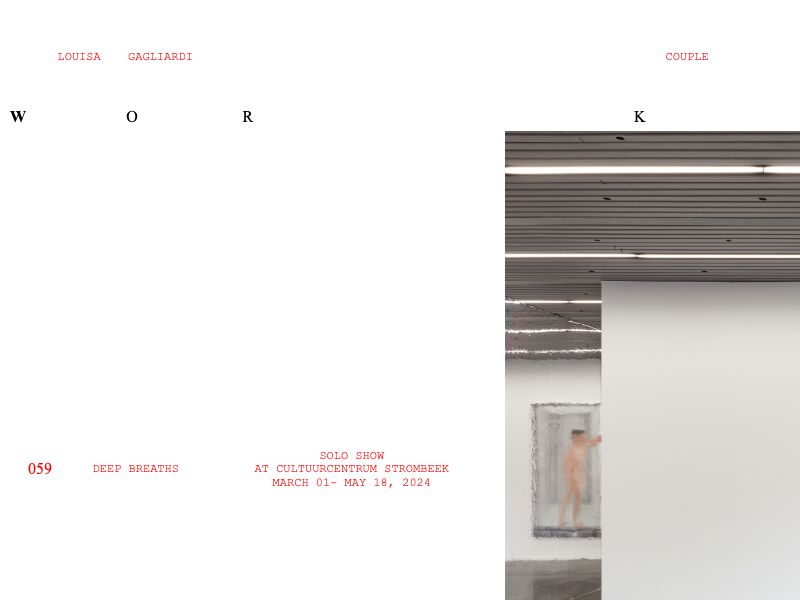 LOUISA GAGLIARDI COUPLE
W O R K
SOLO SHOW
059 DEEP BREATHS AT CULTUURCENTRUM STROMBEEK
MARCH 01- MAY 18, 2024